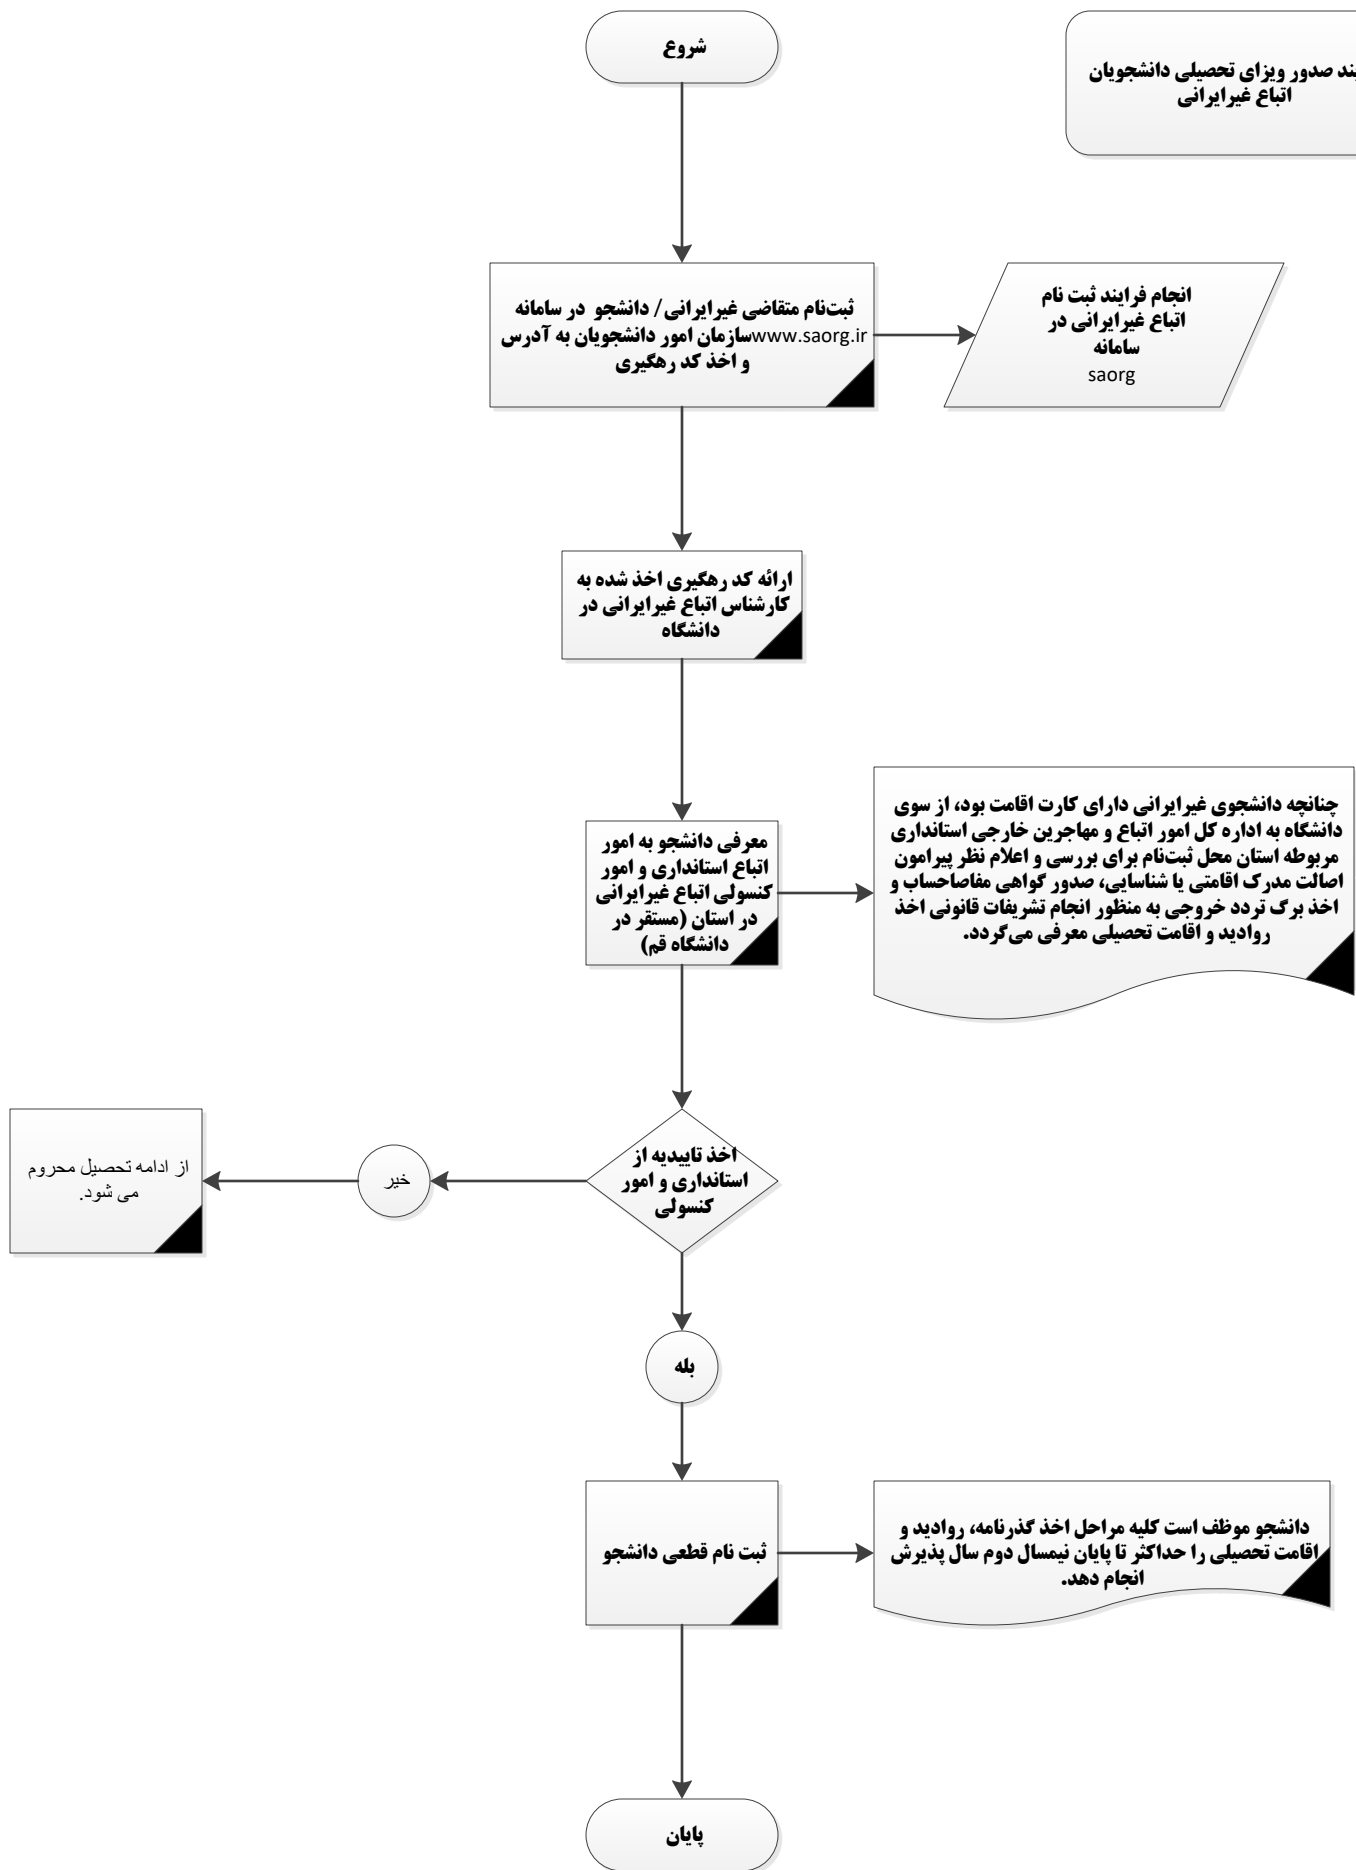 شروع
صدور ویزای تحصیلی دانشجویان
اتباع غیرایرانی
ثبت‌نام متقاضی غیرایرانی/ دانشجو در سامانه
www.saorg.irسازمان امور دانشجویان به آدرس
و اخذ کد رهگیری
انجام فرایند ثبت نام
اتباع غیرایرانی در
سامانه
saorg
ارائه کد رهگیری اخذ شده به
کارشناس اتباع غیرایرانی در
دانشگاه
معرفی دانشجو به امور
اتباع استانداری و امور
کنسولی اتباع غیرایرانی
در استان (مستقر در
دانشگاه قم)
چنانچه دانشجوی غیرایرانی دارای کارت اقامت بود، از سوی
دانشگاه به اداره کل امور اتباع و مهاجرین خارجی استانداری
مربوطه استان محل ثبت‌نام برای بررسی و اعلام نظر پیرامون
اصالت مدرک اقامتی یا شناسایی، صدور گواهی مفاصاحساب و
اخذ برگ تردد خروجی به منظور انجام تشریفات قانونی اخذ
روادید و اقامت تحصیلی معرفی می‌گردد.
اخذ تاییدیه از
استانداری و امور
کنسولی
خیر
از ادامه تحصیل محروم
می شود.
بله
ثبت نام قطعی دانشجو
دانشجو موظف است کلیه مراحل اخذ گذرنامه، روادید و
اقامت تحصیلی را حداکثر تا پایان نیمسال دوم سال پذیرش
انجام دهد.
پایان